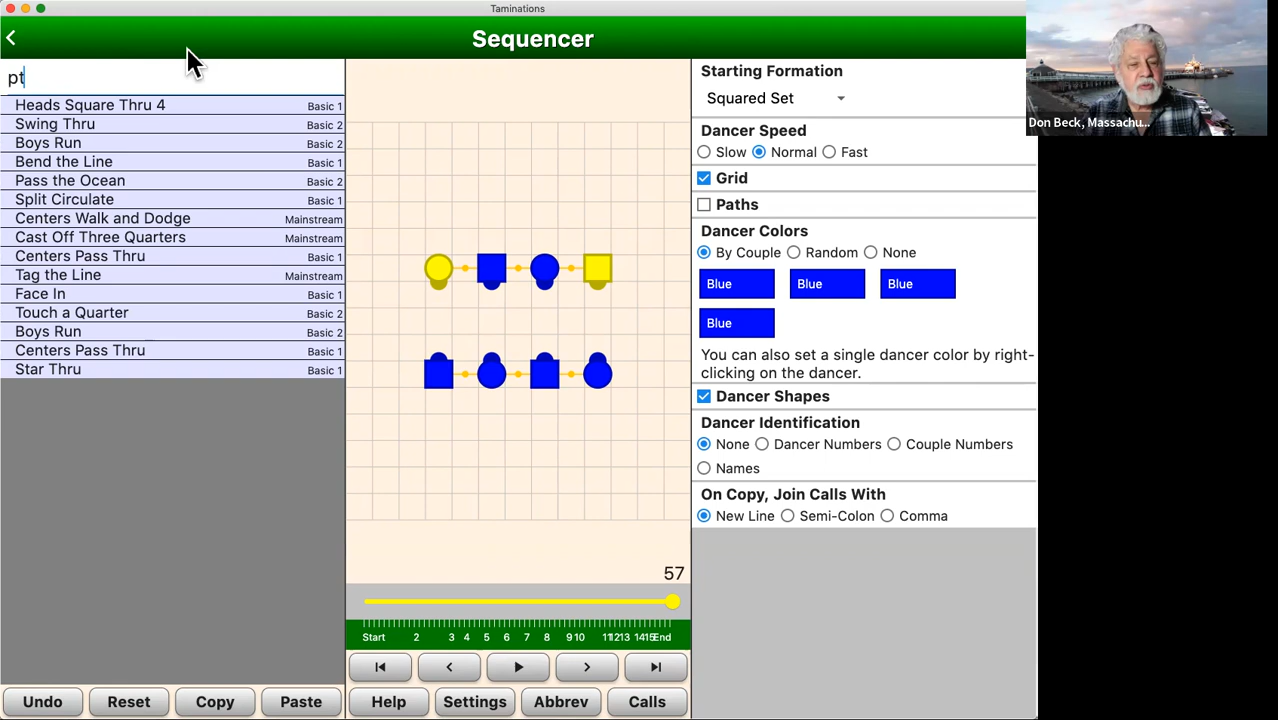 Taminations
Sequencer
pt
Heads Square Thru 4 Basic 1
Swing Thru Basic 2
Boys Run Basic 2
Bend the Line Basic 1
Pass the Ocean Basic 2
Split Circulate Basic 1
Centers Walk and Dodge Mainstream
Cast Off Three Quarters Mainstream
Centers Pass Thru Basic 1
Tag the Line Mainstream
Face In Basic 1
Touch a Quarter Basic 2
Boys Run Basic 2
Centers Pass Thru Basic 1
Star Thru Basic 1
Undo Reset Copy Paste
57
Start 2 3 4 5 6 7 8 9 10 11 12 13 14 15 End
Help Settings Abbrev Calls
Starting Formation
Squared Set
Dancer Speed
Slow Normal Fast
Grid
Paths
Dancer Colors
By Couple Random None
Blue Blue Blue
Blue
You can also set a single dancer color by right-
clicking on the dancer.
Dancer Shapes
Dancer Identification
None Dancer Numbers Couple Numbers
Names
On Copy, Join Calls With
New Line Semi-Colon Comma
Don Beck, Massachu...